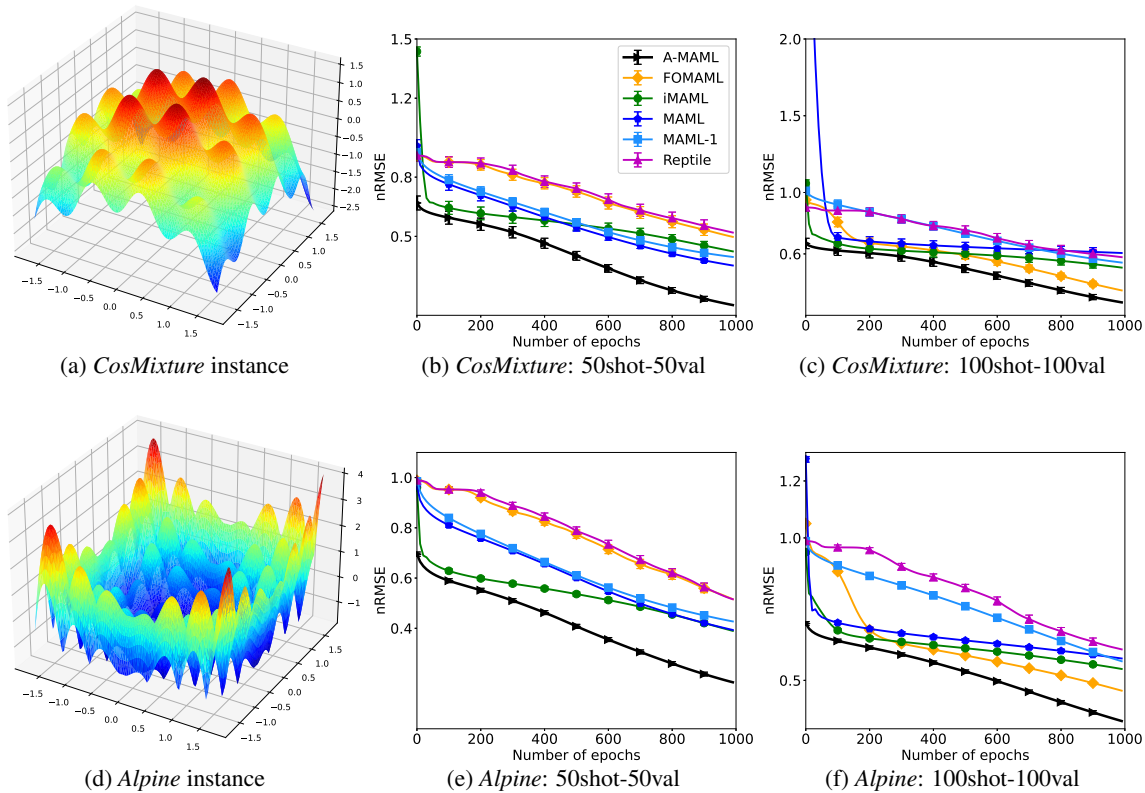 1.5
1.0
0.5
0.0
−0.5
−1.0
−1.5
−2.0
−2.5
−1.5
−1.0
−0.5
0.0
0.5
1.0
1.5
−1.5
−1.0
−0.5
0.0
0.5
1.0
1.5
(a) CosMixture instance
1.5
1.2
0.8
0.5
nRMSE
A-MAML
FOMAML
iMAML
MAML
MAML-1
Reptile
0 200 400 600 800 1000
Number of epochs
(b) CosMixture: 50shot-50val
2.0
1.0
0.6
nRMSE
0 200 400 600 800 1000
Number of epochs
(c) CosMixture: 100shot-100val
4
3
2
1
0
−1
−1.5
−1.0
−0.5
0.0
0.5
1.0
1.5
−1.5
−1.0
−0.5
0.0
0.5
1.0
1.5
(d) Alpine instance
1.0
0.8
0.6
0.4
nRMSE
0 200 400 600 800 1000
Number of epochs
(e) Alpine: 50shot-50val
1.2
1.0
0.5
nRMSE
0 200 400 600 800 1000
Number of epochs
(f) Alpine: 100shot-100val